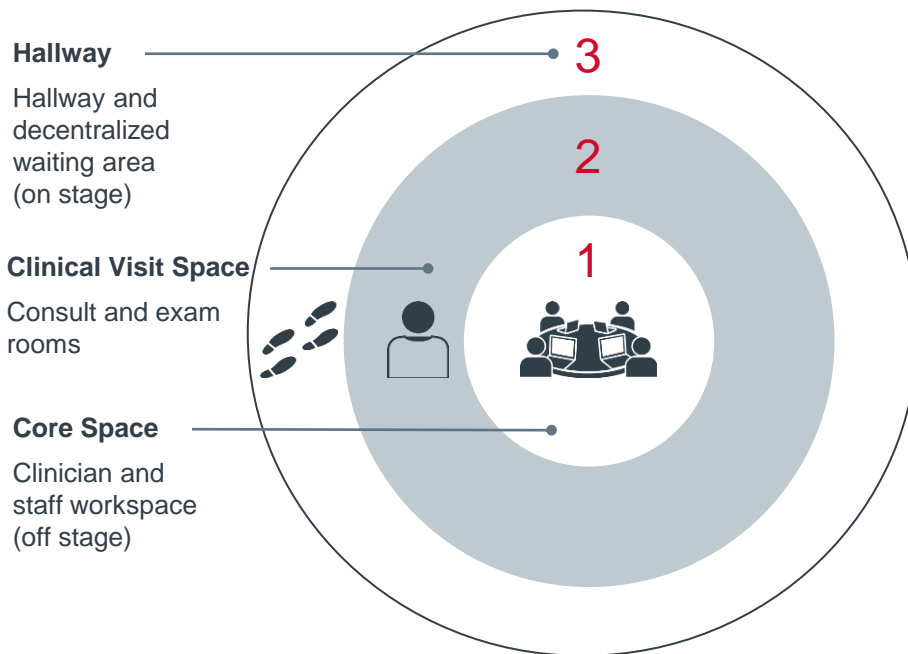 Hallway
Hallway and
decentralized
waiting area
(on stage)
Clinical Visit Space
Consult and exam
rooms
Core Space
Clinician and
staff workspace
(off stage)
3
2
1